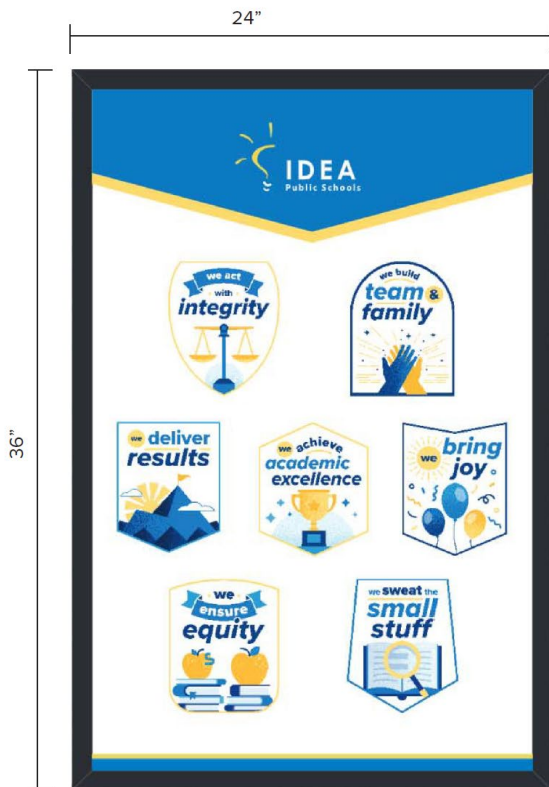 24”
36”
IDEA
Public Schools
we act
with
integrity
we build
team &
family
we deliver
results
we achieve
academic
excellence
we bring
joy
we
ensure
equity
we sweat the
small
stuff